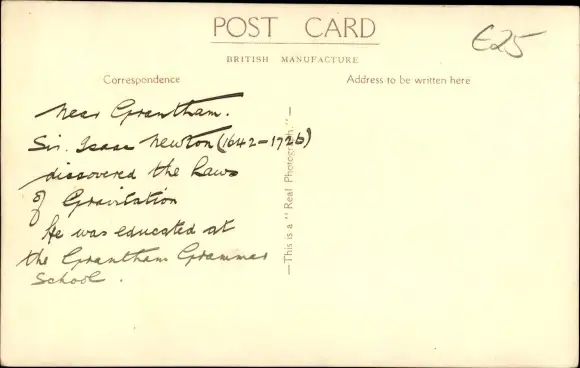 POST CARD
BRITISH MANUFACTURE
E25
Correspondence
Address to be written here
Near Grantham.
Sir. Isaac Newton (1642-1726)
discovered the Laws
of Gravitation
He was educated at
the Grantham Grammar
School.
—This is a "Real Photograph."—